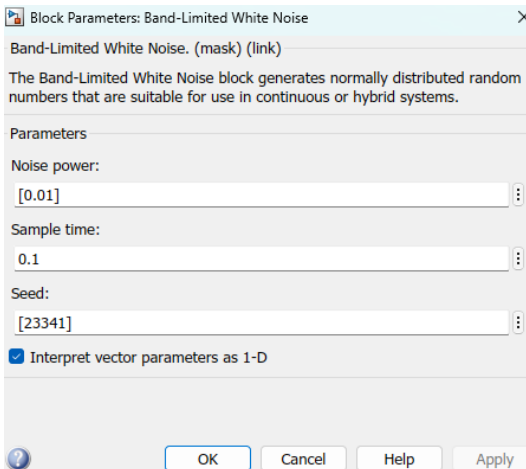 Block Parameters: Band-Limited White Noise
Band-Limited White Noise. (mask) (link)
The Band-Limited White Noise block generates normally distributed random
numbers that are suitable for use in continuous or hybrid systems.
Parameters
Noise power:
[0.01]
Sample time:
0.1
Seed:
[23341]
Interpret vector parameters as 1-D
OK Cancel Help Apply